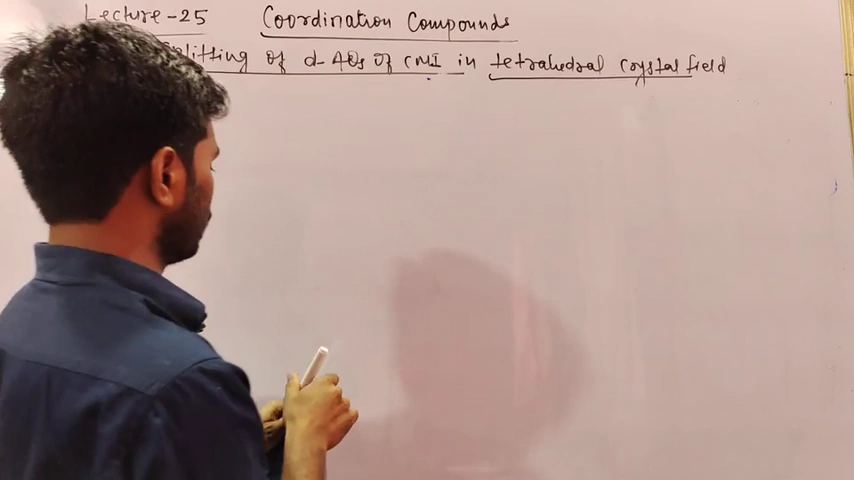 Lecture-25 Coordination Compounds
splitting of d-AOs of CMI in tetrahedral crystal field